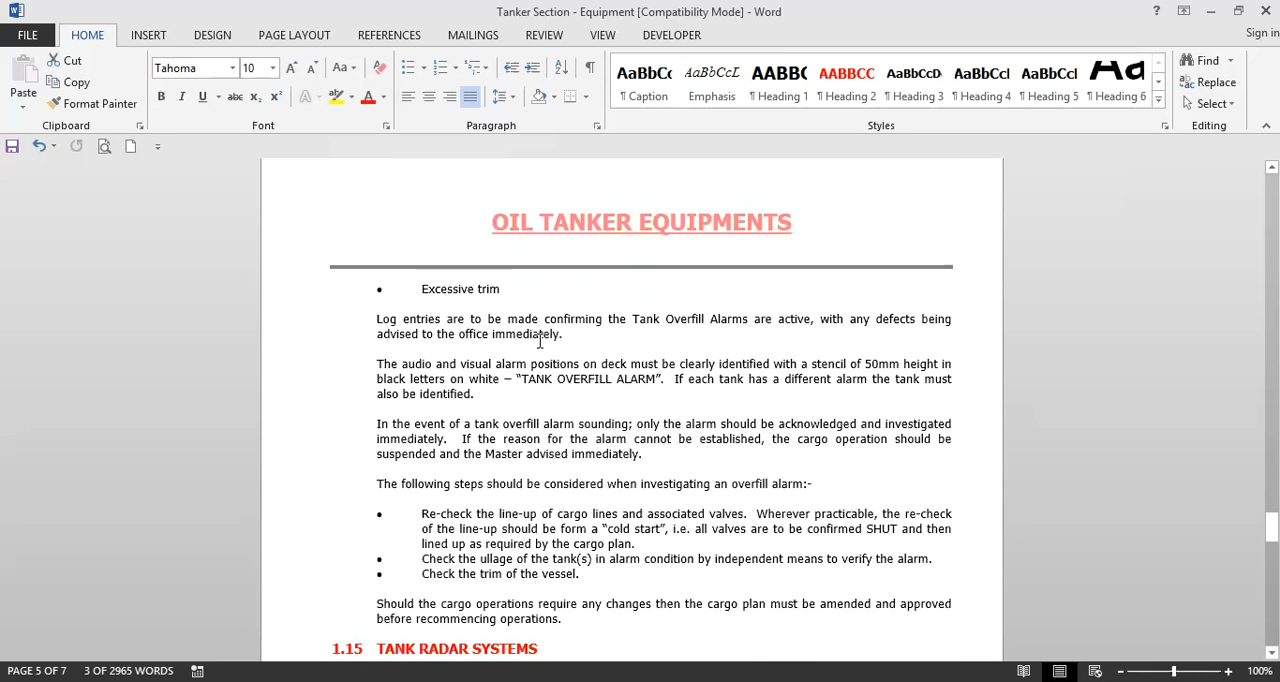 Tanker Section - Equipment [Compatibility Mode] - Word
?
Sign in
FILE HOME INSERT DESIGN PAGE LAYOUT REFERENCES MAILINGS REVIEW VIEW DEVELOPER
Paste
Cut
Copy
Format Painter
Clipboard
Tahoma 10
Aa
B I U abc X₂ X²
A A
Font
Paragraph
AaBbCc AaBbCcL AABBC AABBCC AaBbCcD AaBbCcl AaBbCcl AaB
¶ Caption Emphasis ¶ Heading 1 ¶ Heading 2 ¶ Heading 3 ¶ Heading 4 ¶ Heading 5 ¶ Heading 6
Styles
Find
Replace
Select
Editing
OIL TANKER EQUIPMENTS
• Excessive trim
Log entries are to be made confirming the Tank Overfill Alarms are active, with any defects being
advised to the office immediately.
The audio and visual alarm positions on deck must be clearly identified with a stencil of 50mm height in
black letters on white – “TANK OVERFILL ALARM”. If each tank has a different alarm the tank must
also be identified.
In the event of a tank overfill alarm sounding; only the alarm should be acknowledged and investigated
immediately. If the reason for the alarm cannot be established, the cargo operation should be
suspended and the Master advised immediately.
The following steps should be considered when investigating an overfill alarm:-
• Re-check the line-up of cargo lines and associated valves. Wherever practicable, the re-check
of the line-up should be form a “cold start”, i.e. all valves are to be confirmed SHUT and then
lined up as required by the cargo plan.
• Check the ullage of the tank(s) in alarm condition by independent means to verify the alarm.
• Check the trim of the vessel.
Should the cargo operations require any changes then the cargo plan must be amended and approved
before recommencing operations.
1.15 TANK RADAR SYSTEMS
PAGE 5 OF 7 3 OF 2965 WORDS
100%